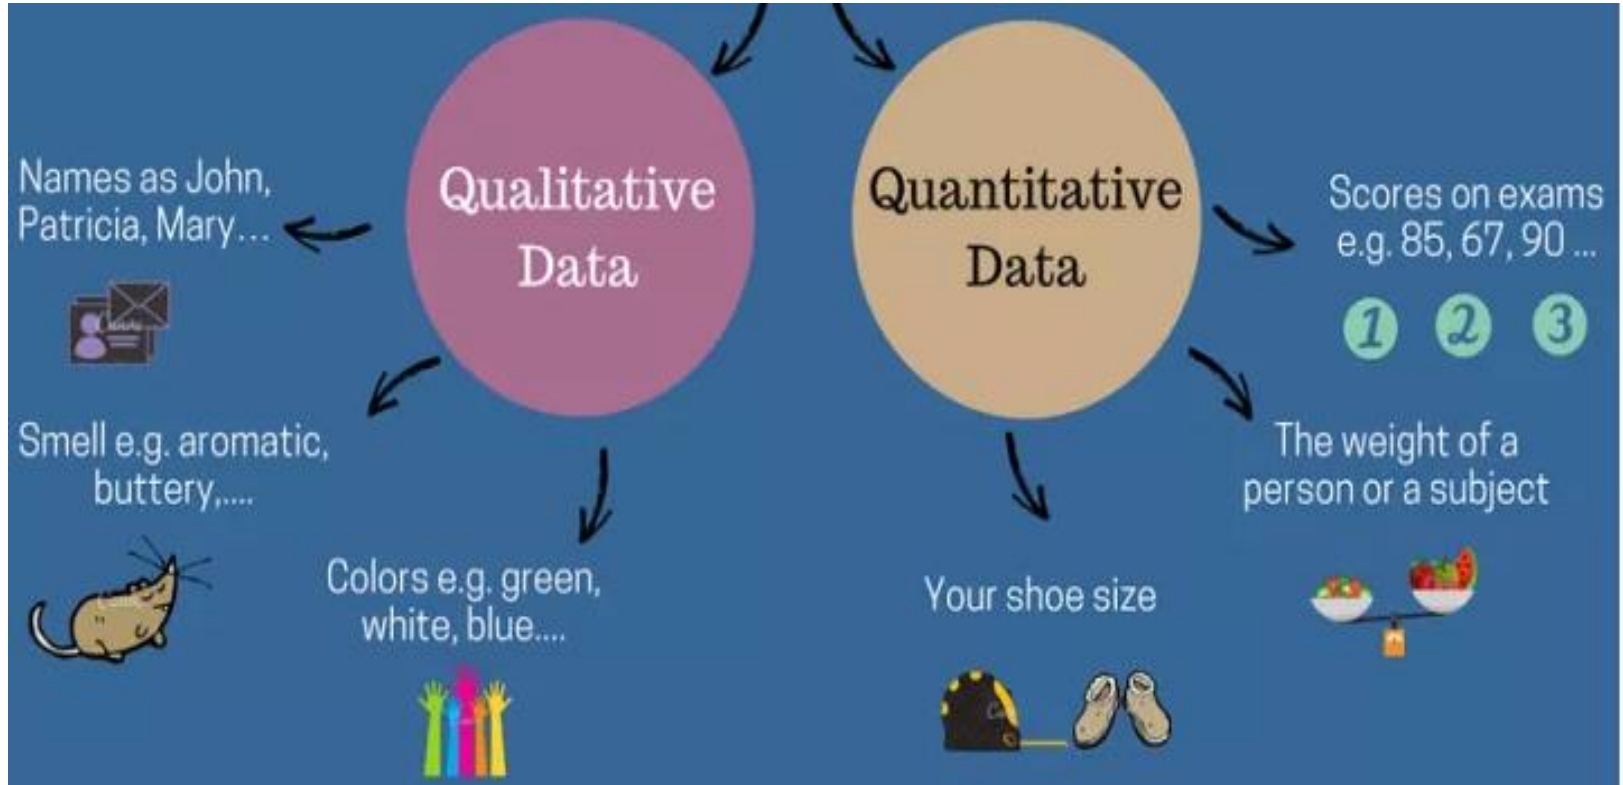 Qualitative
Data
Names as John,
Patricia, Mary...
Smell e.g. aromatic,
buttery,....
Colors e.g. green,
white, blue....
Quantitative
Data
Scores on exams
e.g. 85, 67, 90 ...
1 2 3
The weight of a
person or a subject
Your shoe size